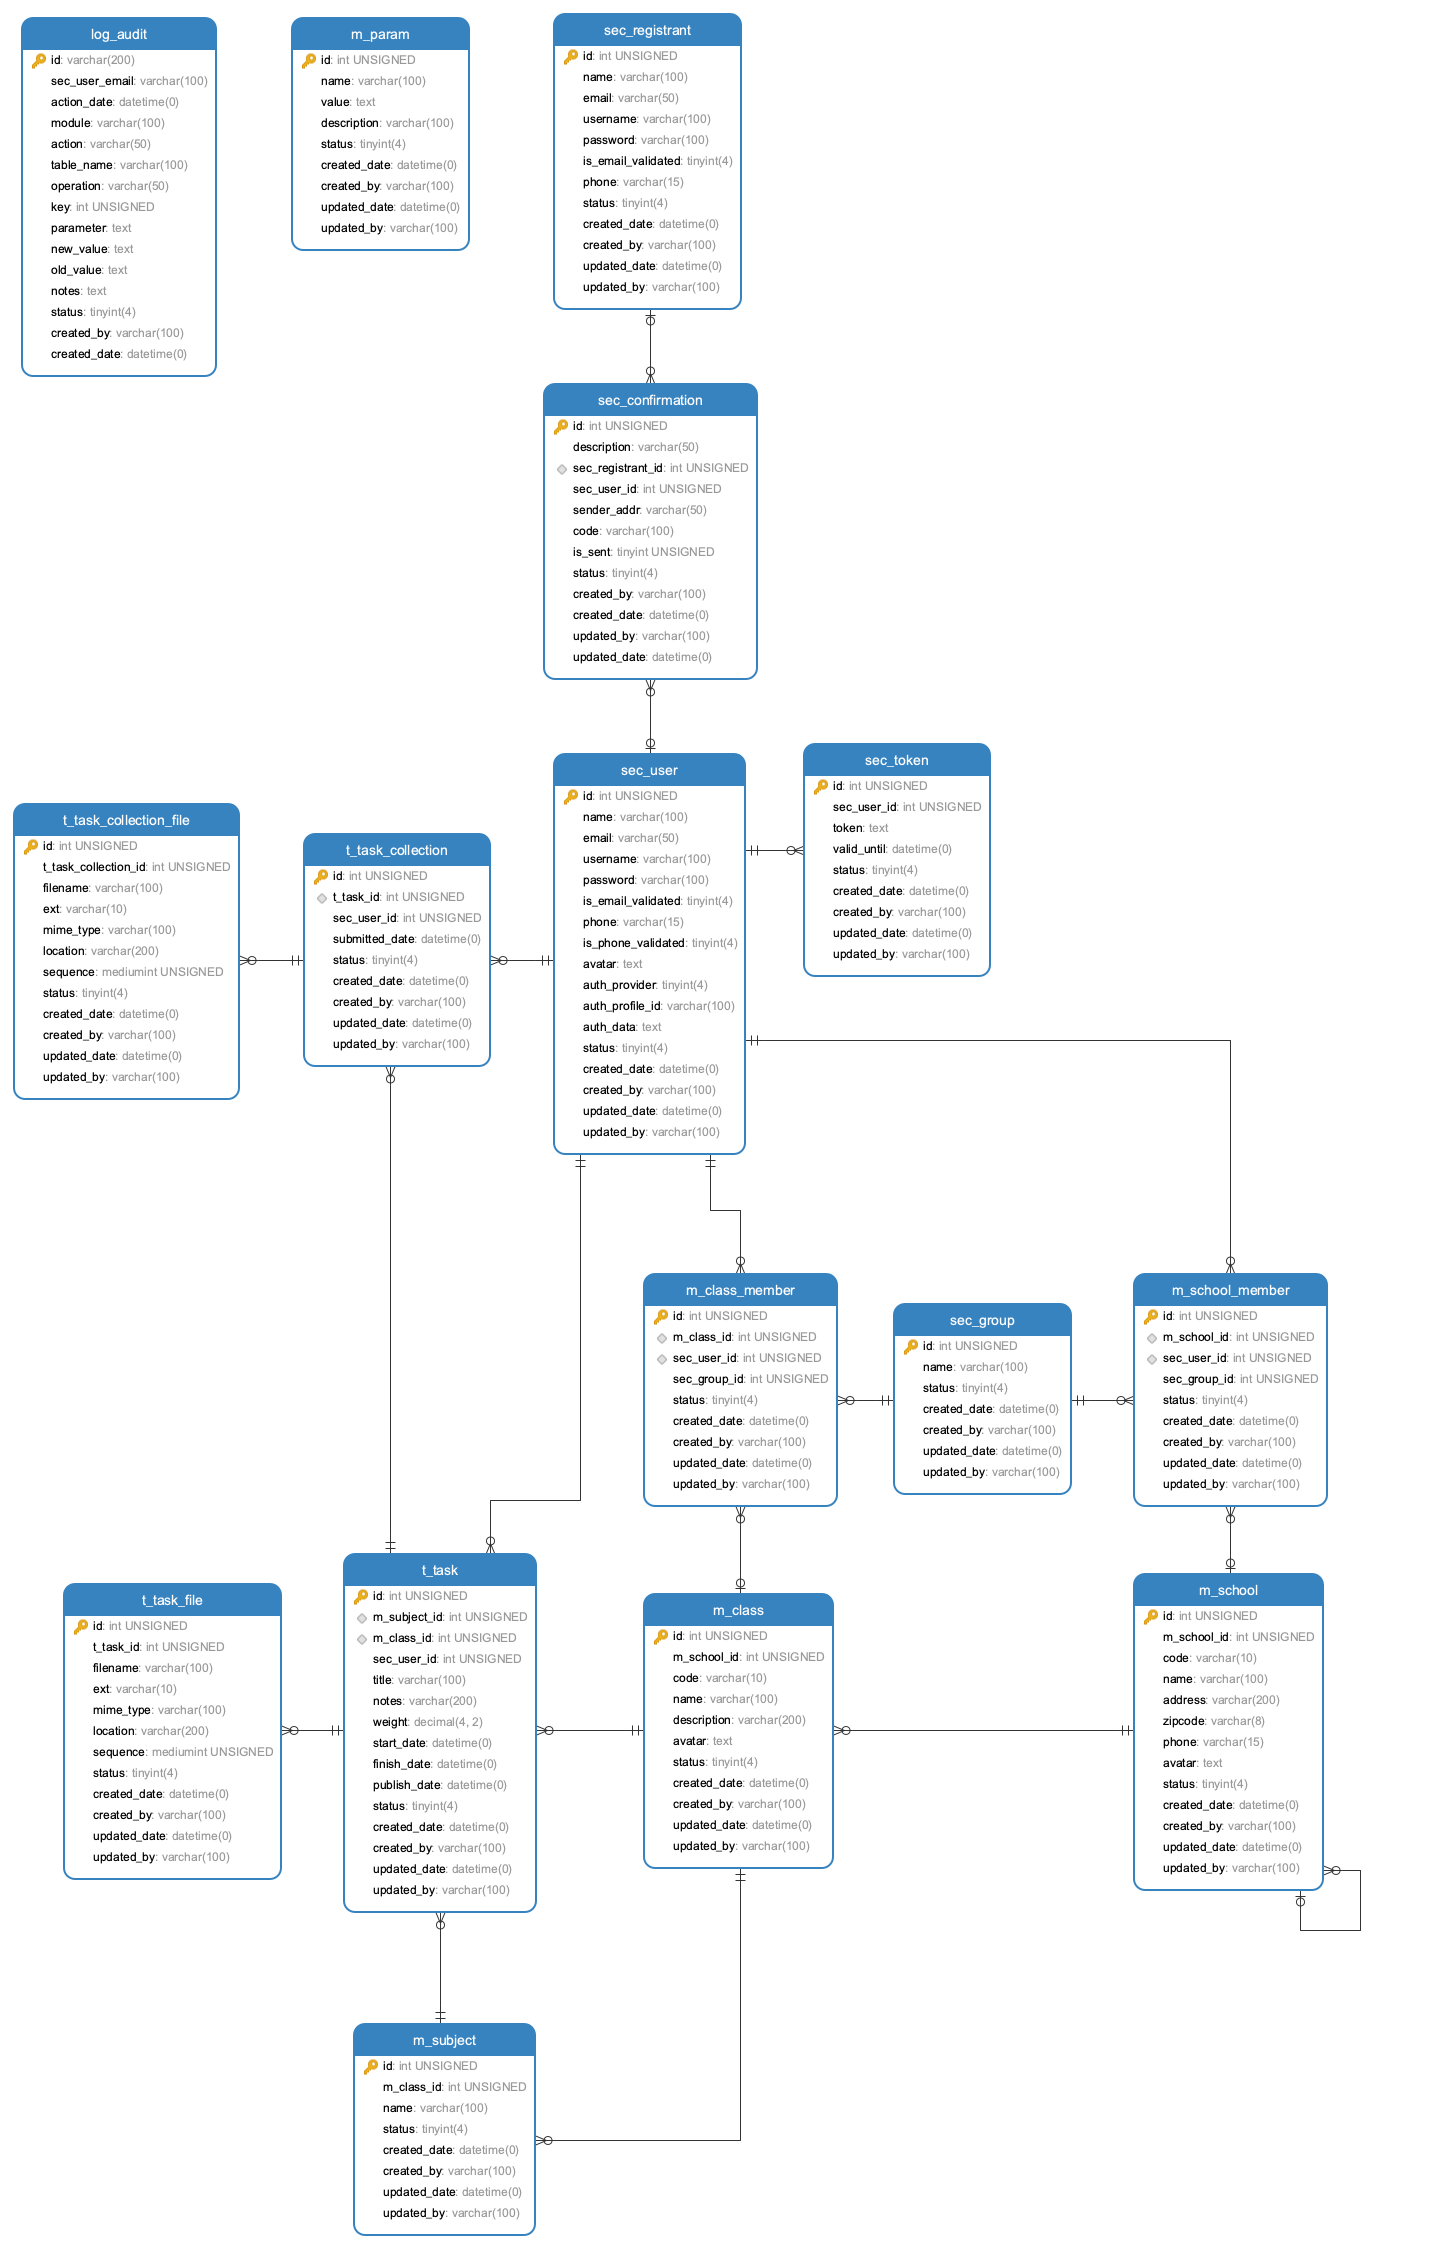 log_audit
id: varchar(200)
sec_user_email: varchar(100)
action_date: datetime(0)
module: varchar(100)
action: varchar(50)
table_name: varchar(100)
operation: varchar(50)
key: int UNSIGNED
parameter: text
new_value: text
old_value: text
notes: text
status: tinyint(4)
created_by: varchar(100)
created_date: datetime(0)
m_param
id: int UNSIGNED
name: varchar(100)
value: text
description: varchar(100)
status: tinyint(4)
created_date: datetime(0)
created_by: varchar(100)
updated_date: datetime(0)
updated_by: varchar(100)
sec_registrant
id: int UNSIGNED
name: varchar(100)
email: varchar(50)
username: varchar(100)
password: varchar(100)
is_email_validated: tinyint(4)
phone: varchar(15)
status: tinyint(4)
created_date: datetime(0)
created_by: varchar(100)
updated_date: datetime(0)
updated_by: varchar(100)
sec_confirmation
id: int UNSIGNED
description: varchar(50)
sec_registrant_id: int UNSIGNED
sec_user_id: int UNSIGNED
sender_addr: varchar(50)
code: varchar(100)
is_sent: tinyint UNSIGNED
status: tinyint(4)
created_by: varchar(100)
created_date: datetime(0)
updated_by: varchar(100)
updated_date: datetime(0)
t_task_collection_file
id: int UNSIGNED
t_task_collection_id: int UNSIGNED
filename: varchar(100)
ext: varchar(10)
mime_type: varchar(100)
location: varchar(200)
sequence: mediumint UNSIGNED
status: tinyint(4)
created_date: datetime(0)
created_by: varchar(100)
updated_date: datetime(0)
updated_by: varchar(100)
t_task_collection
id: int UNSIGNED
t_task_id: int UNSIGNED
sec_user_id: int UNSIGNED
submitted_date: datetime(0)
status: tinyint(4)
created_date: datetime(0)
created_by: varchar(100)
updated_date: datetime(0)
updated_by: varchar(100)
sec_user
id: int UNSIGNED
name: varchar(100)
email: varchar(50)
username: varchar(100)
password: varchar(100)
is_email_validated: tinyint(4)
phone: varchar(15)
is_phone_validated: tinyint(4)
avatar: text
auth_provider: tinyint(4)
auth_profile_id: varchar(100)
auth_data: text
status: tinyint(4)
created_date: datetime(0)
created_by: varchar(100)
updated_date: datetime(0)
updated_by: varchar(100)
sec_token
id: int UNSIGNED
sec_user_id: int UNSIGNED
token: text
valid_until: datetime(0)
status: tinyint(4)
created_date: datetime(0)
created_by: varchar(100)
updated_date: datetime(0)
updated_by: varchar(100)
m_class_member
id: int UNSIGNED
m_class_id: int UNSIGNED
sec_user_id: int UNSIGNED
sec_group_id: int UNSIGNED
status: tinyint(4)
created_date: datetime(0)
created_by: varchar(100)
updated_date: datetime(0)
updated_by: varchar(100)
sec_group
id: int UNSIGNED
name: varchar(100)
status: tinyint(4)
created_date: datetime(0)
created_by: varchar(100)
updated_date: datetime(0)
updated_by: varchar(100)
m_school_member
id: int UNSIGNED
m_school_id: int UNSIGNED
sec_user_id: int UNSIGNED
sec_group_id: int UNSIGNED
status: tinyint(4)
created_date: datetime(0)
created_by: varchar(100)
updated_date: datetime(0)
updated_by: varchar(100)
t_task_file
id: int UNSIGNED
t_task_id: int UNSIGNED
filename: varchar(100)
ext: varchar(10)
mime_type: varchar(100)
location: varchar(200)
sequence: mediumint UNSIGNED
status: tinyint(4)
created_date: datetime(0)
created_by: varchar(100)
updated_date: datetime(0)
updated_by: varchar(100)
t_task
id: int UNSIGNED
m_subject_id: int UNSIGNED
m_class_id: int UNSIGNED
sec_user_id: int UNSIGNED
title: varchar(100)
notes: varchar(200)
weight: decimal(4, 2)
start_date: datetime(0)
finish_date: datetime(0)
publish_date: datetime(0)
status: tinyint(4)
created_date: datetime(0)
created_by: varchar(100)
updated_date: datetime(0)
updated_by: varchar(100)
m_class
id: int UNSIGNED
m_school_id: int UNSIGNED
code: varchar(10)
name: varchar(100)
description: varchar(200)
avatar: text
status: tinyint(4)
created_date: datetime(0)
created_by: varchar(100)
updated_date: datetime(0)
updated_by: varchar(100)
m_school
id: int UNSIGNED
m_school_id: int UNSIGNED
code: varchar(10)
name: varchar(100)
address: varchar(200)
zipcode: varchar(8)
phone: varchar(15)
avatar: text
status: tinyint(4)
created_date: datetime(0)
created_by: varchar(100)
updated_date: datetime(0)
updated_by: varchar(100)
m_subject
id: int UNSIGNED
m_class_id: int UNSIGNED
name: varchar(100)
status: tinyint(4)
created_date: datetime(0)
created_by: varchar(100)
updated_date: datetime(0)
updated_by: varchar(100)